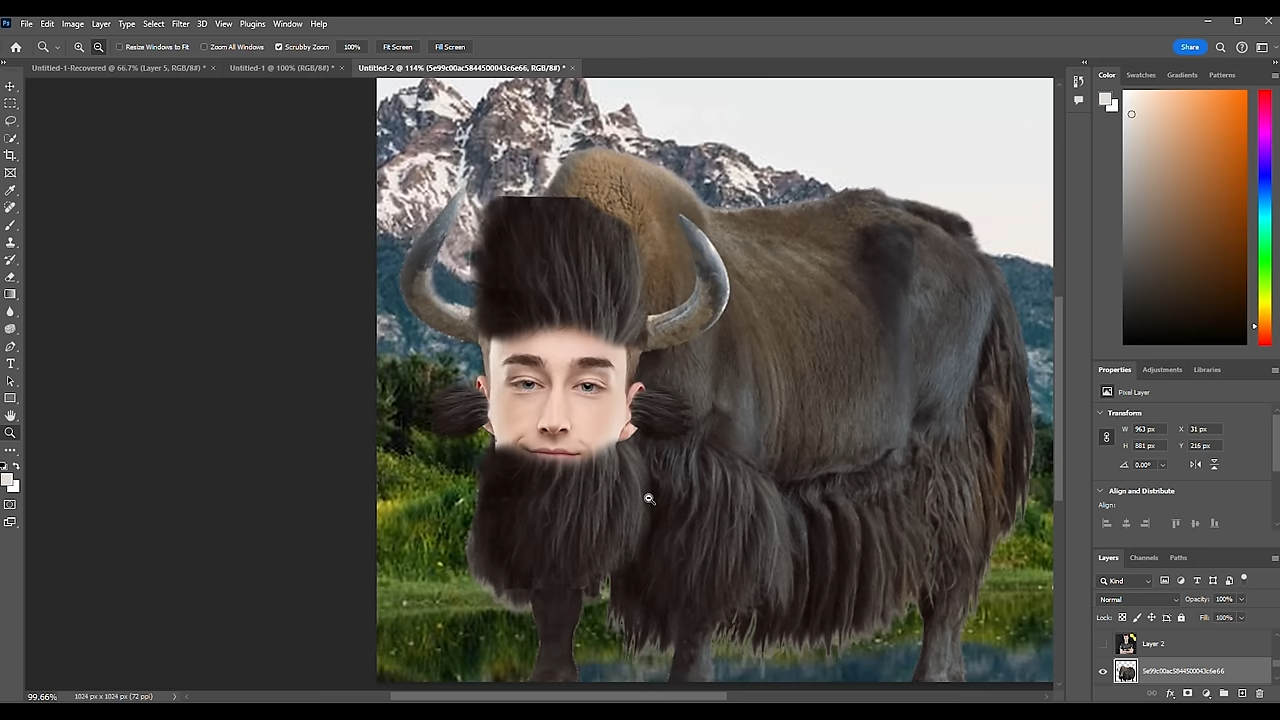 Ps File Edit Image Layer Type Select Filter 3D View Plugins Window Help
Resize Windows to Fit Zoom All Windows Scrubby Zoom 100% Fit Screen Fill Screen Share
Untitled-1-Recovered @ 66.7% (Layer 5, RGB/8#) * × Untitled-1 @ 100% (RGB/8#) * × Untitled-2 @ 114% (5e99c00ac5844500043c6e66, RGB/8#) * ×
Color Swatches Gradients Patterns
Properties Adjustments Libraries
Pixel Layer
Transform
W 963 px X 31 px
H 881 px Y 216 px
0.00°
Align and Distribute
Align:
Layers Channels Paths
Kind
Normal Opacity: 100%
Lock: Fill: 100%
Layer 2
5e99c00ac5844500043c6e66
99.66% 1024 px x 1024 px (72 ppi)